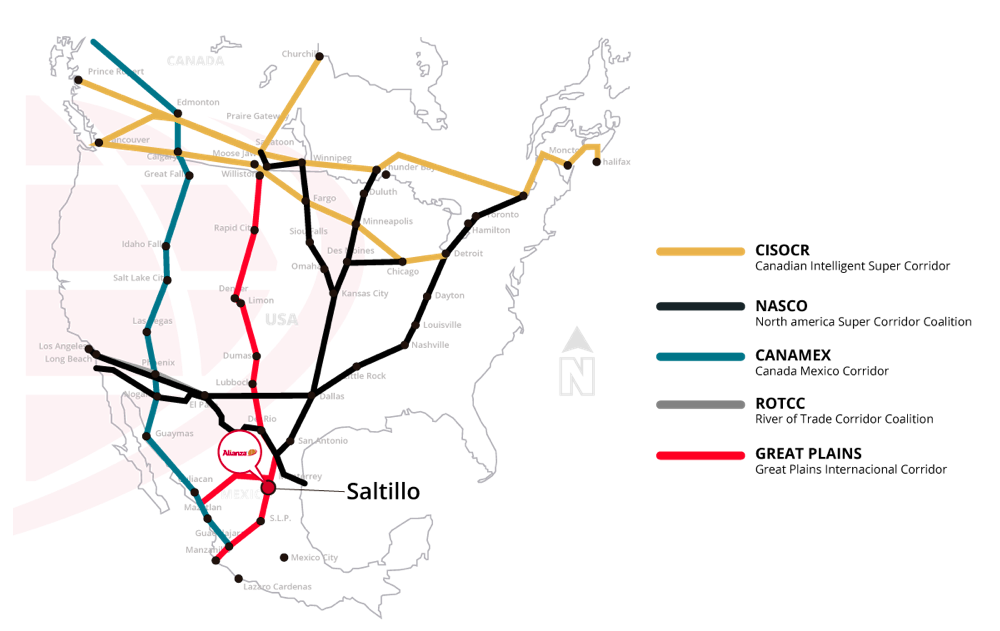 CANADA
Churchill
Prince Rupert
Edmonton
Praire Gateway
Vancouver
Saskatoon
Moncton
halifax
Calgary
Moose Jaw
Winnipeg
Thunder Bay
Great Falls
Williston
Duluth
Fargo
Toronto
Rapid City
Sioux Falls
Minneapolis
Hamilton
Idaho Falls
Des Moines
Detroit
Salt Lake City
Omaha
Chicago
Denver
Limon
Kansas City
Dayton
Las Vegas
USA
Louisville
Los Angeles
Nashville
Long Beach
Phoenix
Dumas
Little Rock
Lubbock
Nogales
El Paso
Dallas
Del Rio
Guaymas
San Antonio
Alianza
Culiacan
Monterrey
MEXICO
Saltillo
Mazatlan
S.L.P.
Guadalajara
Manzanillo
Mexico City
Lazaro Cardenas
CISOCR
Canadian Intelligent Super Corridor
NASCO
North america Super Corridor Coalition
N
CANAMEX
Canada Mexico Corridor
ROTCC
River of Trade Corridor Coalition
GREAT PLAINS
Great Plains Internacional Corridor